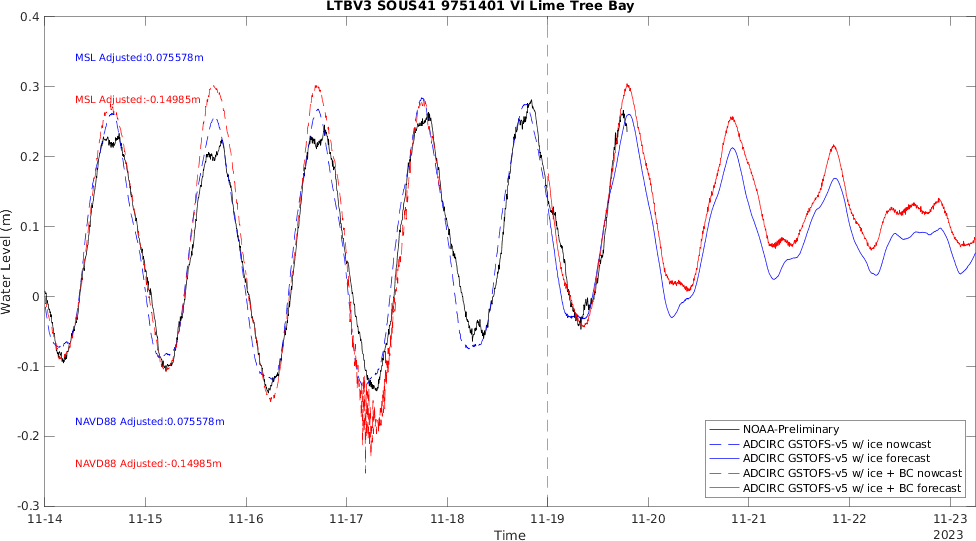 LTBV3 SOUS41 9751401 VI Lime Tree Bay
0.4
0.3
0.2
0.1
0
-0.1
-0.2
-0.3
Water Level (m)
MSL Adjusted:0.075578m
MSL Adjusted:-0.14985m
NAVD88 Adjusted:0.075578m
NAVD88 Adjusted:-0.14985m
NOAA-Preliminary
ADCIRC GSTOFS-v5 w/ ice nowcast
ADCIRC GSTOFS-v5 w/ ice forecast
ADCIRC GSTOFS-v5 w/ ice + BC nowcast
ADCIRC GSTOFS-v5 w/ ice + BC forecast
11-14 11-15 11-16 11-17 11-18 11-19 11-20 11-21 11-22 11-23
2023
Time